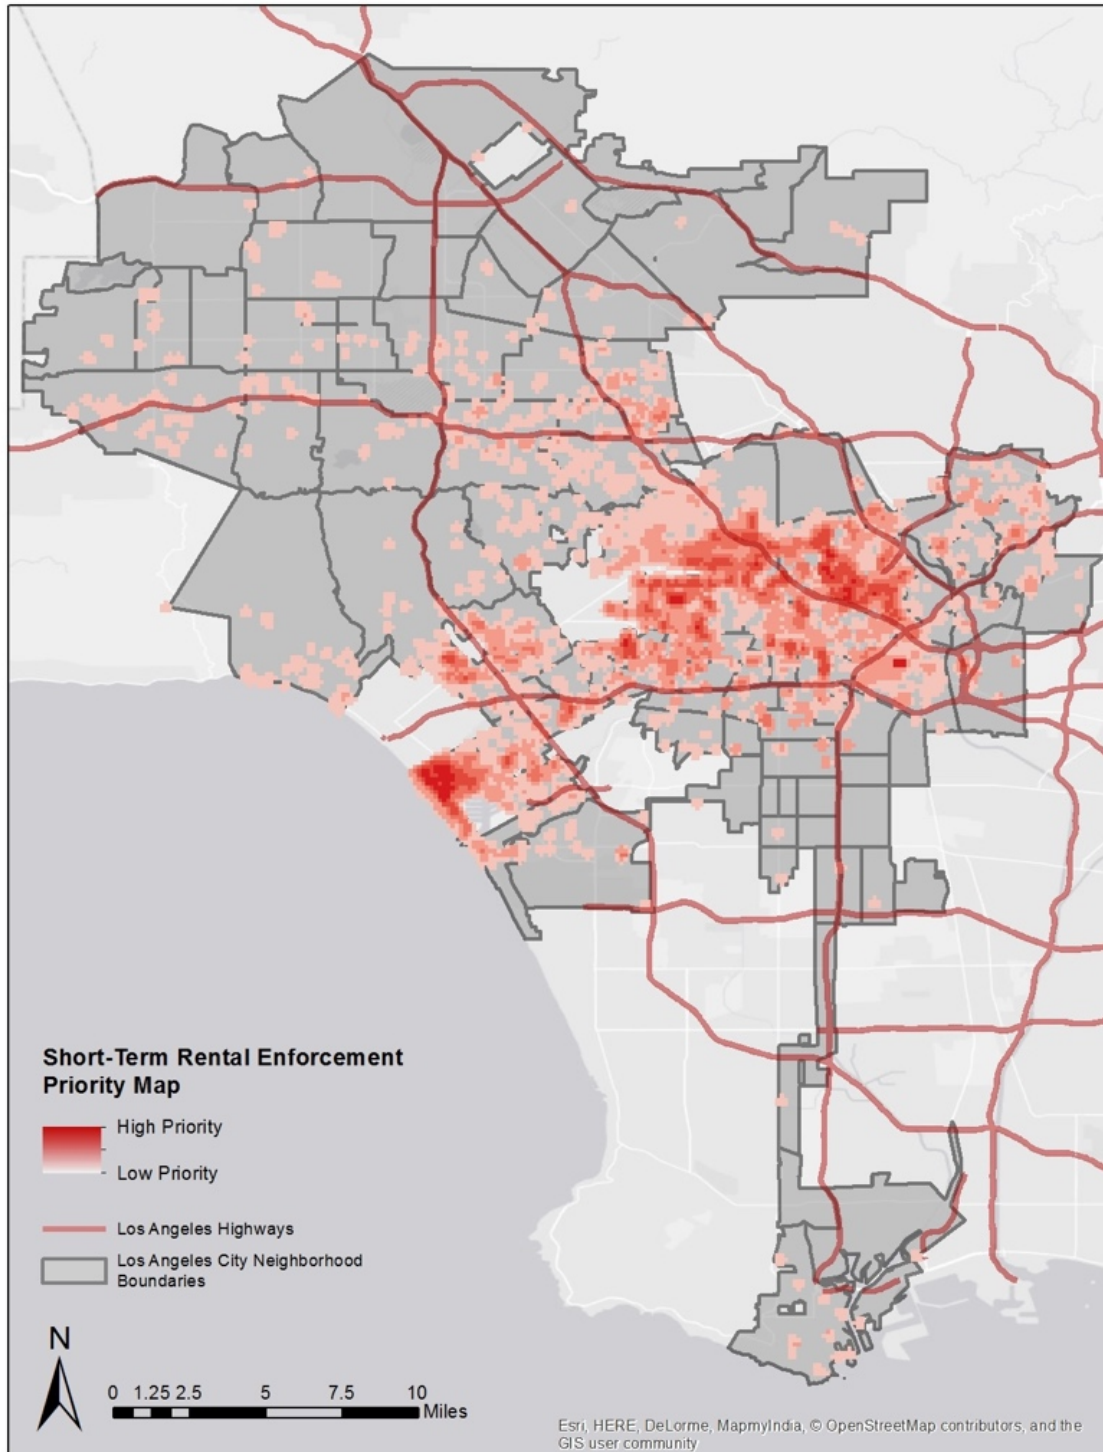 Short-Term Rental Enforcement
Priority Map
High Priority
Low Priority
Los Angeles Highways
Los Angeles City Neighborhood
Boundaries
N
0 1.25 2.5 5 7.5 10
Miles
Esri, HERE, DeLorme, MapmyIndia, © OpenStreetMap contributors, and the
GIS user community